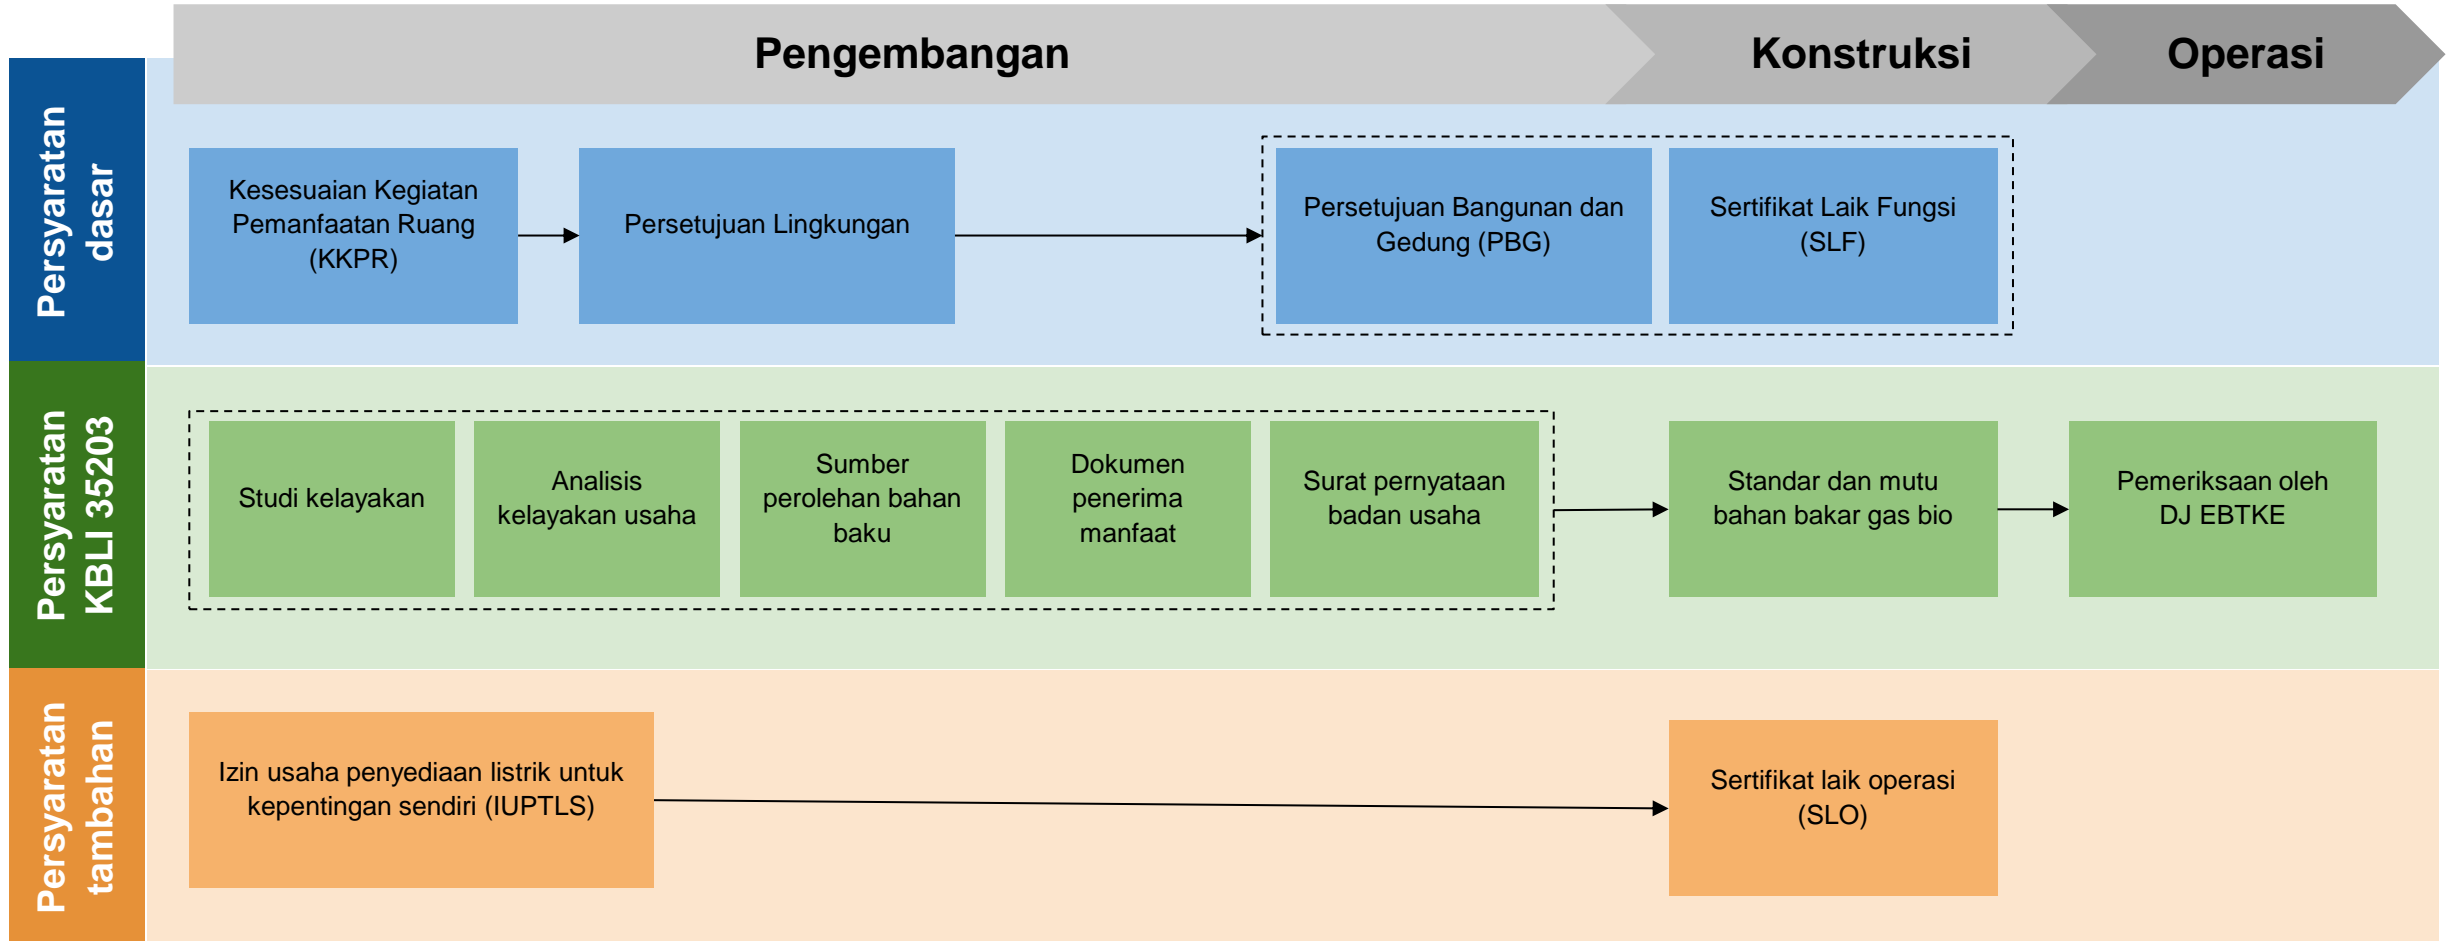 Pengembangan
Konstruksi
Operasi
Persyaratan
dasar
Kesesuaian Kegiatan
Pemanfaatan Ruang
(KKPR)
Persetujuan Lingkungan
Persetujuan Bangunan dan
Gedung (PBG)
Sertifikat Laik Fungsi
(SLF)
Persyaratan
KBLI 35203
Studi kelayakan
Analisis
kelayakan usaha
Sumber
perolehan bahan
baku
Dokumen
penerima
manfaat
Surat pernyataan
badan usaha
Standar dan mutu
bahan bakar gas bio
Pemeriksaan oleh
DJ EBTKE
Persyaratan
tambahan
Izin usaha penyediaan listrik untuk
kepentingan sendiri (IUPTLS)
Sertifikat laik operasi
(SLO)